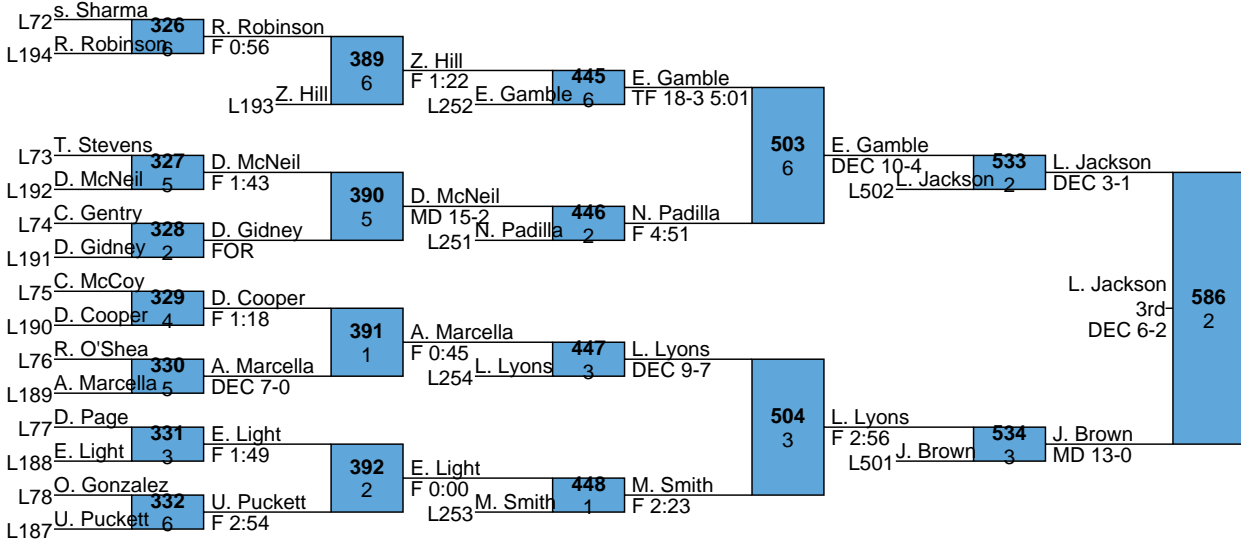 s. Sharma
L72
326
6
R. Robinson
L194
R. Robinson
F 0:56
389
6
Z. Hill
L193
Z. Hill
F 1:22
445
6
E. Gamble
L252
E. Gamble
TF 18-3 5:01
503
6
T. Stevens
L73
327
5
D. McNeil
L192
D. McNeil
F 1:43
390
5
C. Gentry
L74
328
2
D. Gidney
L191
D. Gidney
FOR
D. McNeil
MD 15-2
446
2
N. Padilla
L251
N. Padilla
F 4:51
E. Gamble
DEC 10-4
533
2
L. Jackson
L502
L. Jackson
DEC 3-1
C. McCoy
L75
329
4
D. Cooper
L190
D. Cooper
F 1:18
391
1
R. O'Shea
L76
330
5
A. Marcella
L189
A. Marcella
DEC 7-0
A. Marcella
F 0:45
447
3
L. Lyons
L254
L. Lyons
DEC 9-7
504
3
D. Page
L77
331
3
E. Light
L188
E. Light
F 1:49
392
2
O. Gonzalez
L78
332
6
U. Puckett
L187
U. Puckett
F 2:54
E. Light
F 0:00
448
1
M. Smith
L253
M. Smith
F 2:23
L. Lyons
F 2:56
534
3
J. Brown
L501
J. Brown
MD 13-0
586
2
L. Jackson
3rd
DEC 6-2